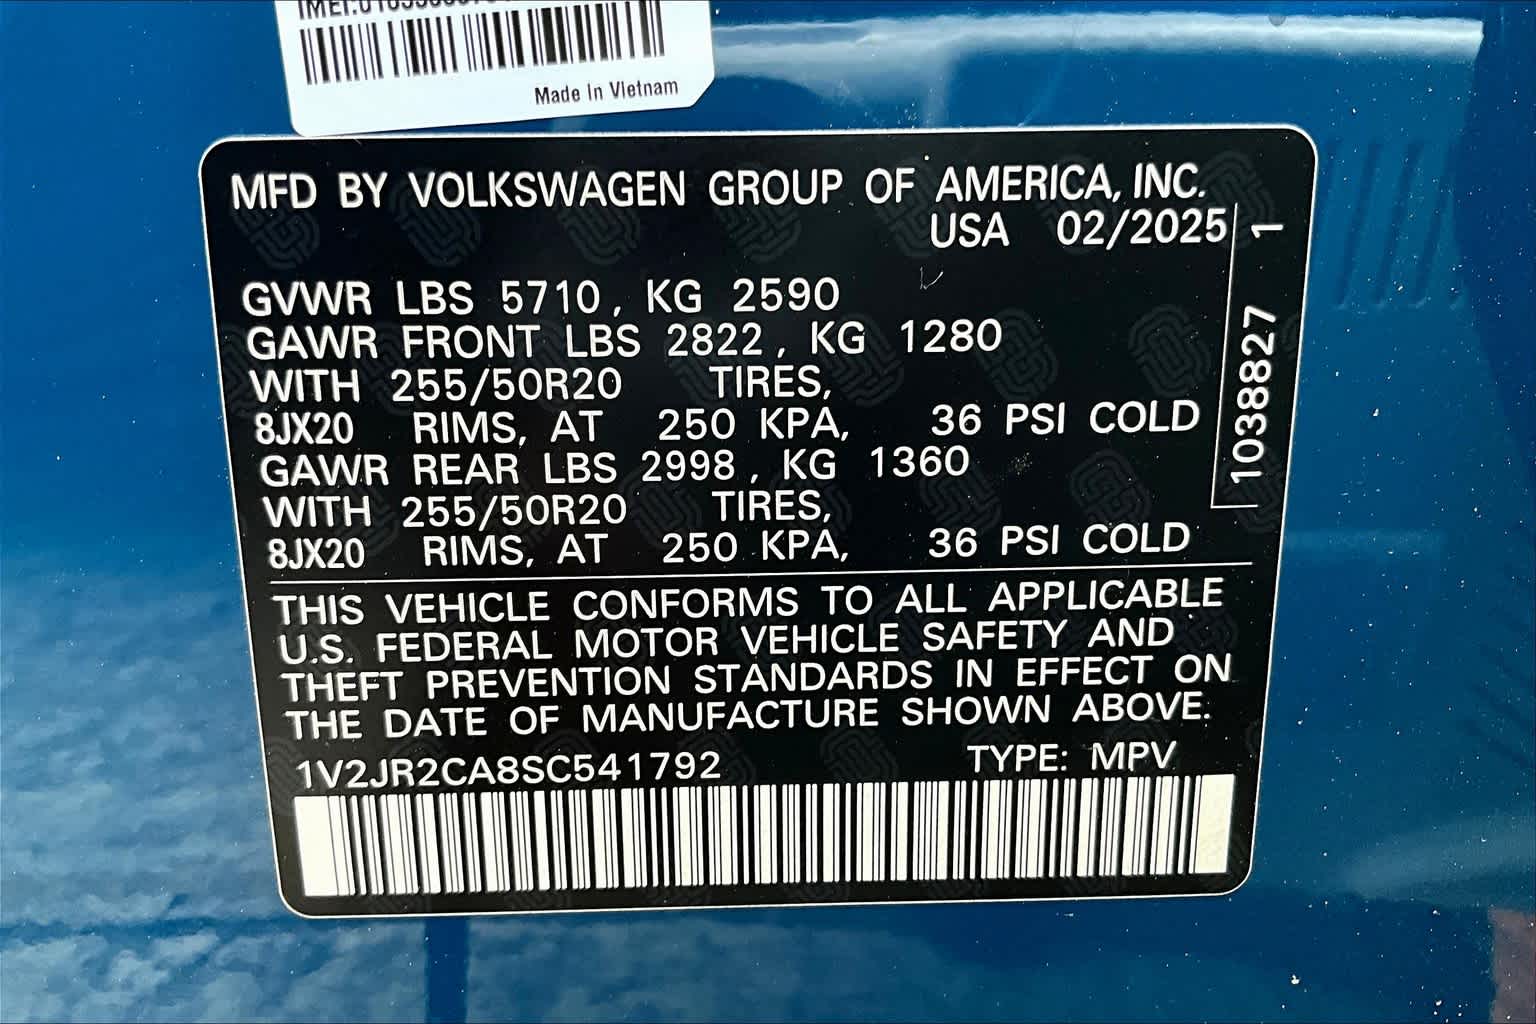 Made In Vietnam
MFD BY VOLKSWAGEN GROUP OF AMERICA, INC.
USA 02/2025
GVWR LBS 5710, KG 2590
GAWR FRONT LBS 2822, KG 1280
WITH 255/50R20 TIRES,
8JX20 RIMS, AT 250 KPA, 36 PSI COLD
GAWR REAR LBS 2998, KG 1360
WITH 255/50R20 TIRES,
8JX20 RIMS, AT 250 KPA, 36 PSI COLD
1038827 1
THIS VEHICLE CONFORMS TO ALL APPLICABLE
U.S. FEDERAL MOTOR VEHICLE SAFETY AND
THEFT PREVENTION STANDARDS IN EFFECT ON
THE DATE OF MANUFACTURE SHOWN ABOVE.
1V2JR2CA8SC541792 TYPE: MPV